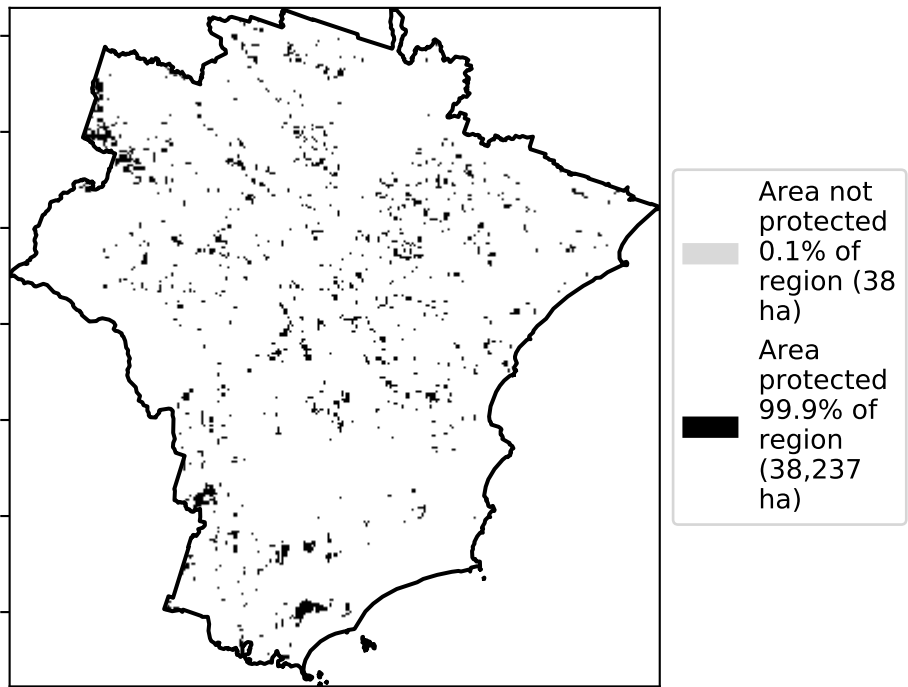 Area not
protected
0.1% of
region (38
ha)
Area
protected
99.9% of
region
(38,237
ha)